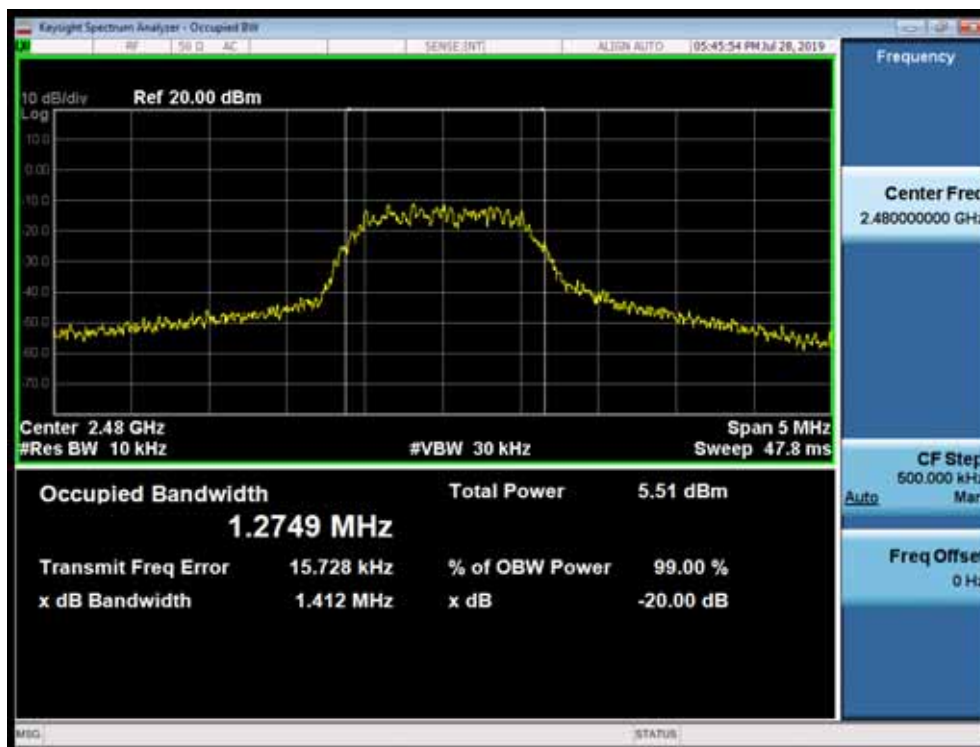 Keysight Spectrum Analyzer - Occupied BW
RF 50 Ω AC SENSE:INT ALIGN AUTO 05:45:54 PM Jul 28, 2019
Frequency
10 dB/div Ref 20.00 dBm
Log
10.0
0.00
-10.0
-20.0
-30.0
-40.0
-50.0
-60.0
-70.0
Center Freq
2.480000000 GHz
Center 2.48 GHz Span 5 MHz
#Res BW 10 kHz #VBW 30 kHz Sweep 47.8 ms
CF Step
500.000 kHz
Auto Man
Occupied Bandwidth Total Power 5.51 dBm
1.2749 MHz
Transmit Freq Error 15.728 kHz % of OBW Power 99.00 %
x dB Bandwidth 1.412 MHz x dB -20.00 dB
Freq Offset
0 Hz
MSG STATUS